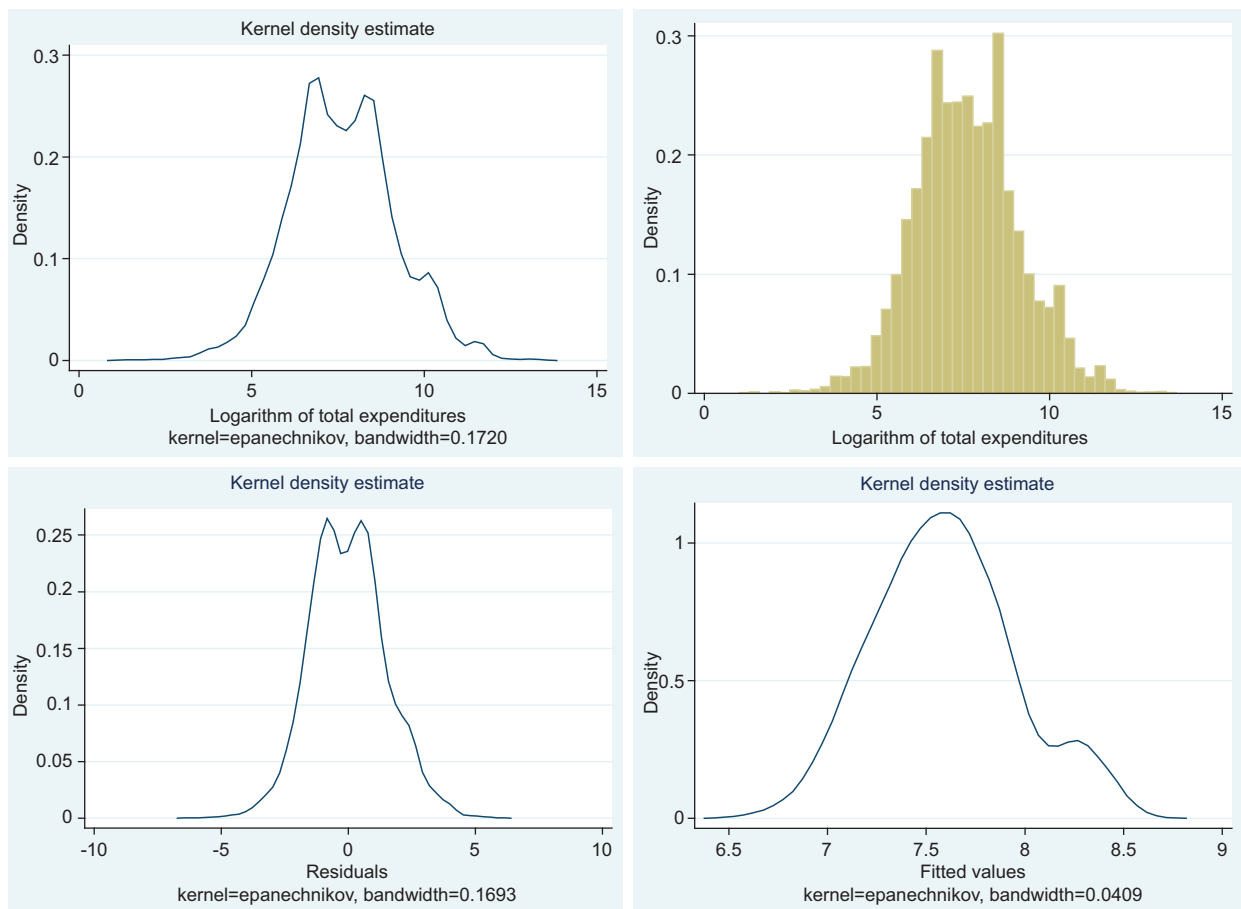 Kernel density estimate
0.3
0.2
0.1
0
Density
0 5 10 15
Logarithm of total expenditures
kernel=epanechnikov, bandwidth=0.1720
0.3
0.2
0.1
0
Density
0 5 10 15
Logarithm of total expenditures
Kernel density estimate
0.25
0.2
0.15
0.1
0.05
0
Density
-10 -5 0 5 10
Residuals
kernel=epanechnikov, bandwidth=0.1693
Kernel density estimate
1
0.5
0
Density
6.5 7 7.5 8 8.5 9
Fitted values
kernel=epanechnikov, bandwidth=0.0409